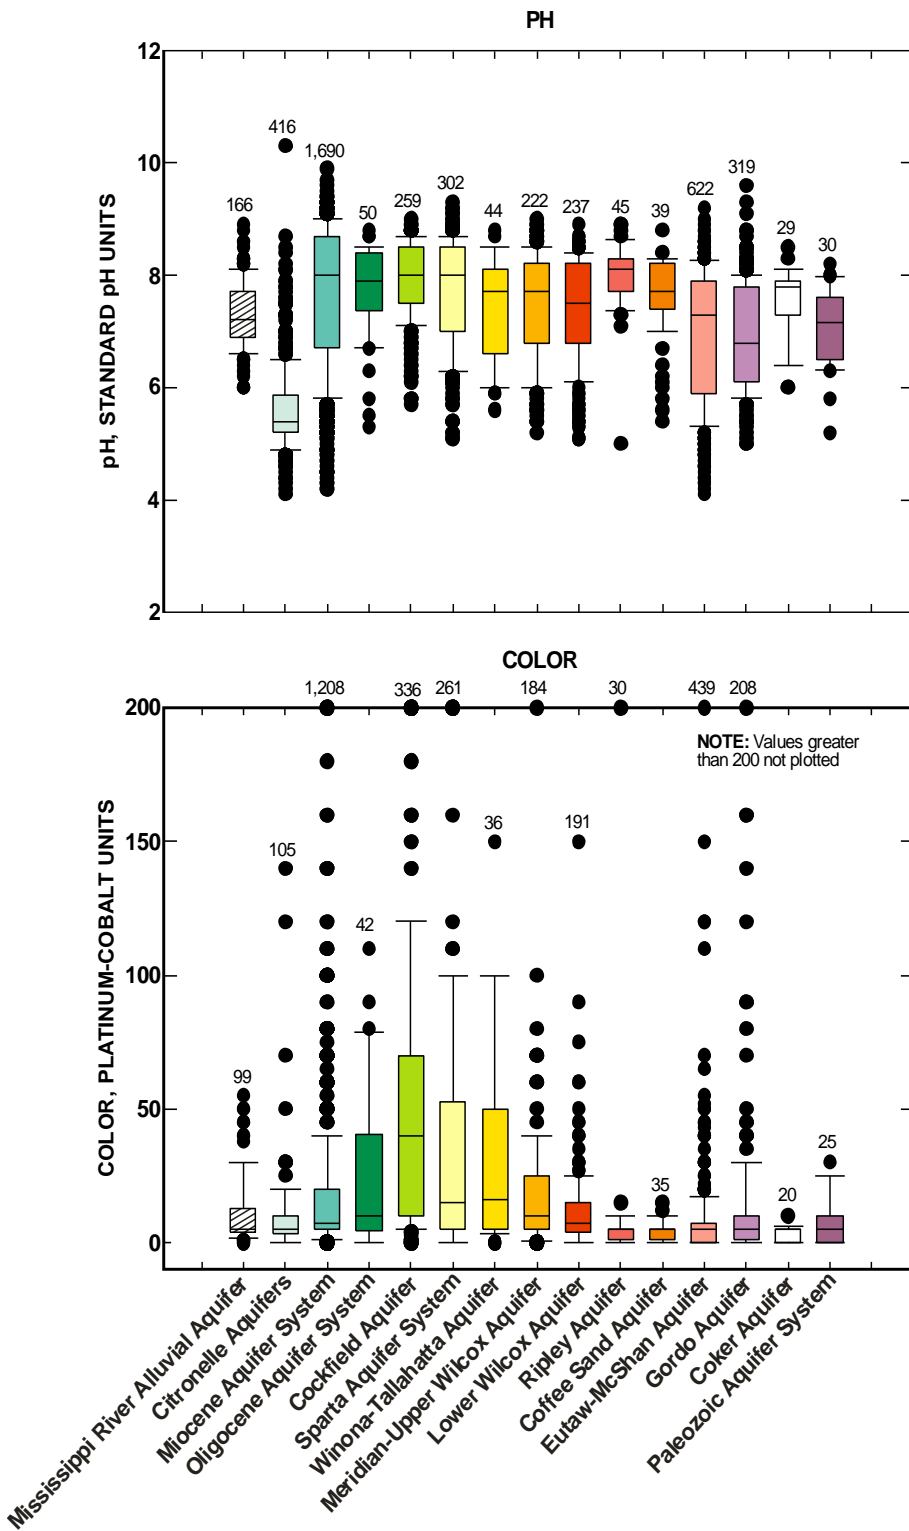 PH
12
10
8
6
4
2
pH, STANDARD pH UNITS
166
416
1,690
50
259
302
44
222
237
45
39
622
319
29
30
COLOR
200
150
100
50
0
COLOR, PLATINUM-COBALT UNITS
99
105
1,208
42
336
261
36
184
191
30
35
439
208
20
25
NOTE: Values greater
than 200 not plotted
Mississippi River Alluvial Aquifer
Citronelle Aquifers
Miocene Aquifer System
Oligocene Aquifer System
Cockfield Aquifer
Sparta Aquifer System
Winona-Tallahatta Aquifer
Meridian-Upper Wilcox Aquifer
Lower Wilcox Aquifer
Ripley Aquifer
Coffee Sand Aquifer
Eutaw-McShan Aquifer
Gordo Aquifer
Coker Aquifer
Paleozoic Aquifer System